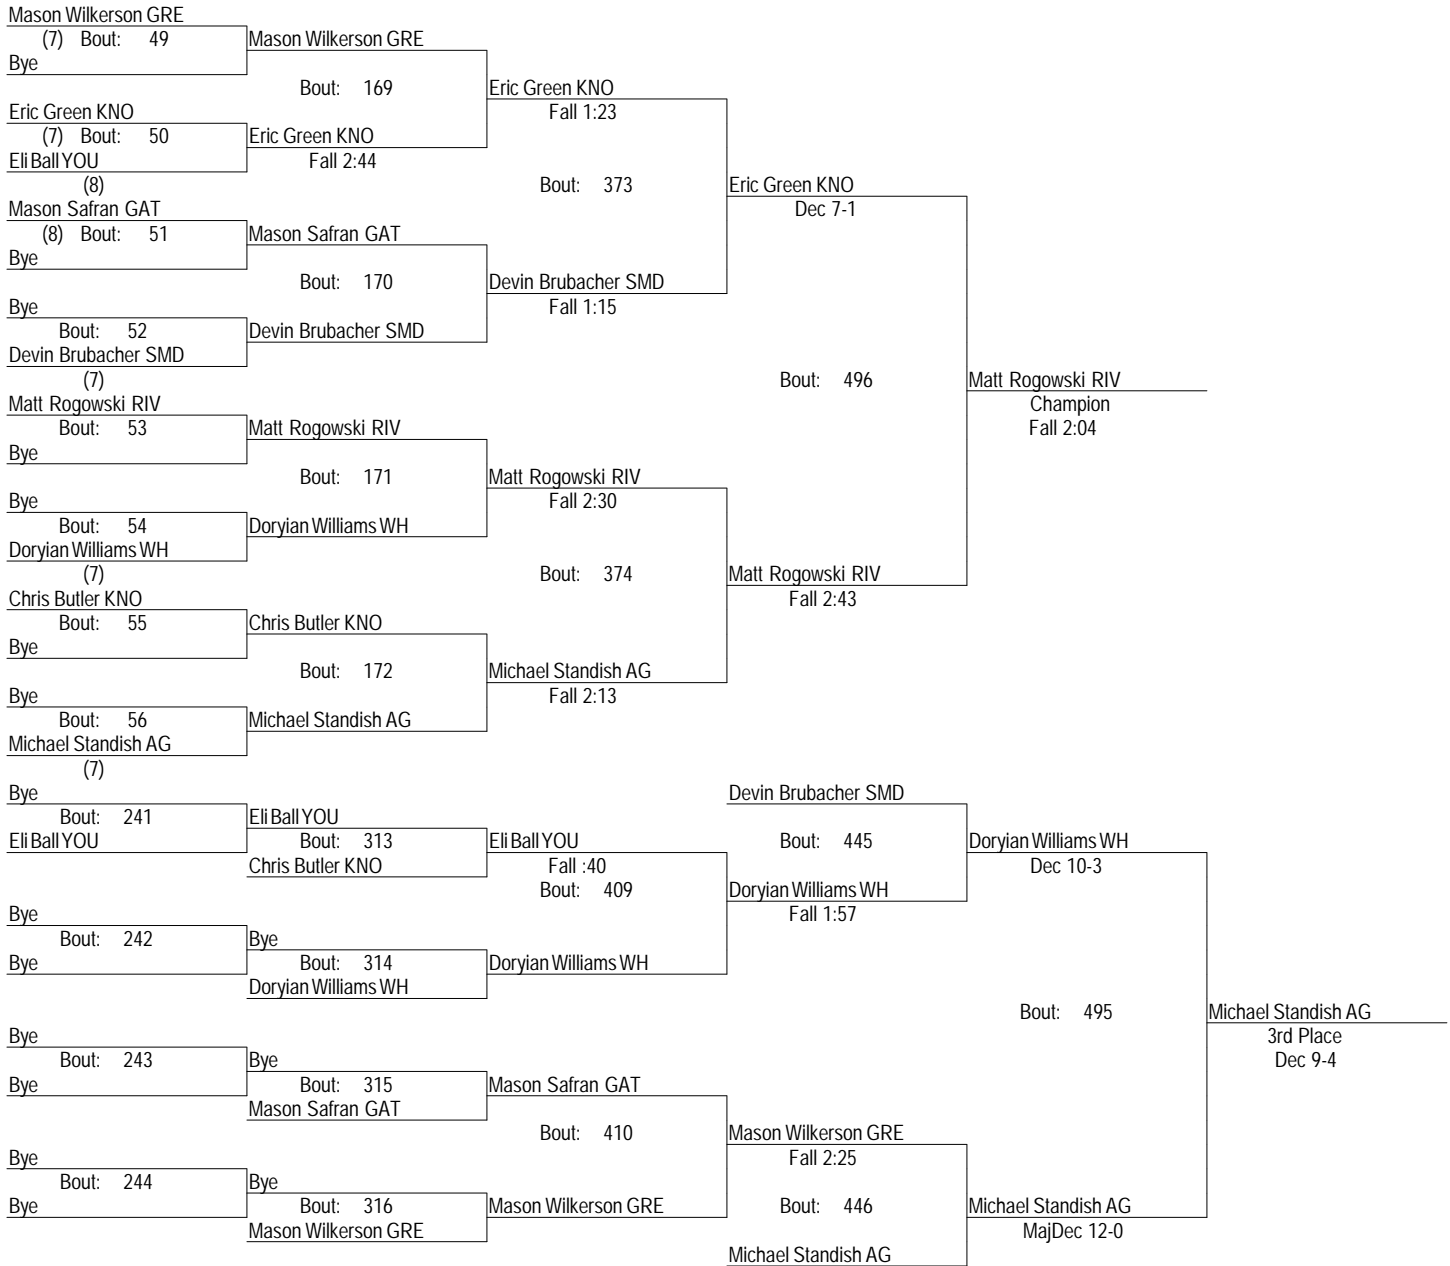 Mason Wilkerson GRE
(7) Bout: 49 Mason Wilkerson GRE
Bye
Bout: 169 Eric Green KNO
Eric Green KNO Fall 1:23
(7) Bout: 50 Eric Green KNO
Eli Ball YOU Fall 2:44
(8) Bout: 373 Eric Green KNO
Mason Safran GAT Dec 7-1
(8) Bout: 51 Mason Safran GAT
Bye
Bout: 170 Devin Brubacher SMD
Bye Fall 1:15
Bout: 52 Devin Brubacher SMD
Devin Brubacher SMD
(7) Bout: 496 Matt Rogowski RIV
Matt Rogowski RIV Champion
Bout: 53 Matt Rogowski RIV Fall 2:04
Bye
Bout: 171 Matt Rogowski RIV
Bye Fall 2:30
Bout: 54 Doryian Williams WH
Doryian Williams WH
(7) Bout: 374 Matt Rogowski RIV
Chris Butler KNO Fall 2:43
Bout: 55 Chris Butler KNO
Bye
Bout: 172 Michael Standish AG
Bye Fall 2:13
Bout: 56 Michael Standish AG
Michael Standish AG
(7)
Bye Devin Brubacher SMD
Bout: 241 Eli Ball YOU
Eli Ball YOU Bout: 313 Eli Ball YOU Bout: 445 Doryian Williams WH
Chris Butler KNO Fall :40 Dec 10-3
Bout: 409 Doryian Williams WH
Bye Fall 1:57
Bout: 242 Bye
Bye Bout: 314 Doryian Williams WH
Doryian Williams WH
Bout: 495 Michael Standish AG
Bye 3rd Place
Bout: 243 Bye Dec 9-4
Bye Bout: 315 Mason Safran GAT
Mason Safran GAT
Bout: 410 Mason Wilkerson GRE
Bye Fall 2:25
Bout: 244 Bye
Bye Bout: 316 Mason Wilkerson GRE Bout: 446 Michael Standish AG
Mason Wilkerson GRE MajDec 12-0
Michael Standish AG